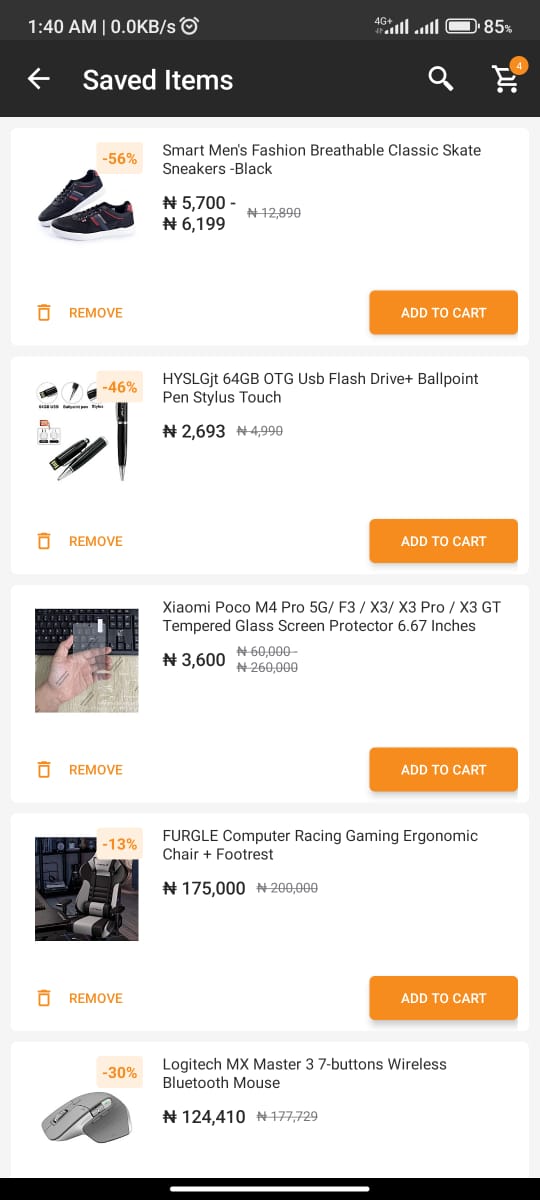 1:40 AM | 0.0KB/s
4G+
85%
Saved Items
4
-56%
Smart Men's Fashion Breathable Classic Skate
Sneakers -Black
₦ 5,700 -
₦ 6,199
₦ 12,890
REMOVE
ADD TO CART
-46%
64GB USB Ballpoint pen Stylus
HYSLGjt 64GB OTG Usb Flash Drive+ Ballpoint
Pen Stylus Touch
₦ 2,693
₦ 4,990
REMOVE
ADD TO CART
Xiaomi Poco M4 Pro 5G/ F3 / X3/ X3 Pro / X3 GT
Tempered Glass Screen Protector 6.67 Inches
₦ 3,600
₦ 60,000 -
₦ 260,000
REMOVE
ADD TO CART
-13%
FURGLE Computer Racing Gaming Ergonomic
Chair + Footrest
₦ 175,000
₦ 200,000
REMOVE
ADD TO CART
-30%
Logitech MX Master 3 7-buttons Wireless
Bluetooth Mouse
₦ 124,410
₦ 177,729